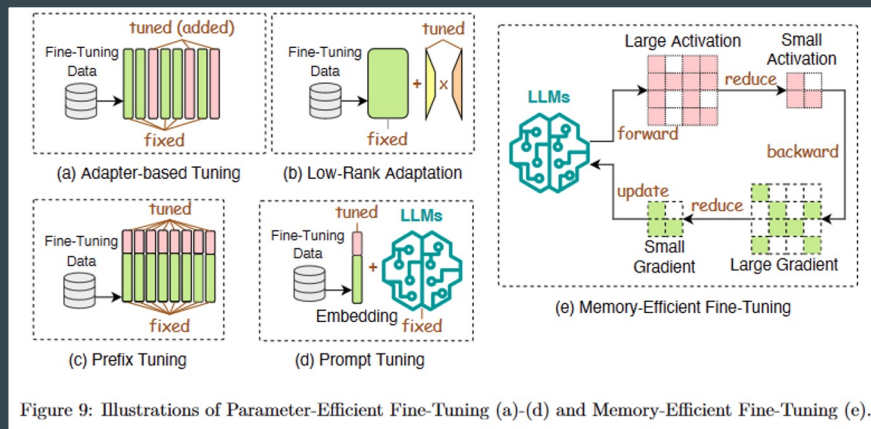 tuned (added)
Fine-Tuning
Data
fixed
(a) Adapter-based Tuning
tuned
Fine-Tuning
Data
+
x
fixed
(b) Low-Rank Adaptation
tuned
Fine-Tuning
Data
fixed
(c) Prefix Tuning
tuned
LLMs
Fine-Tuning
Data
+
Embedding
fixed
(d) Prompt Tuning
Large Activation
Small
Activation
reduce
LLMs
forward
backward
update
reduce
Small
Gradient
Large Gradient
(e) Memory-Efficient Fine-Tuning
Figure 9: Illustrations of Parameter-Efficient Fine-Tuning (a)-(d) and Memory-Efficient Fine-Tuning (e).